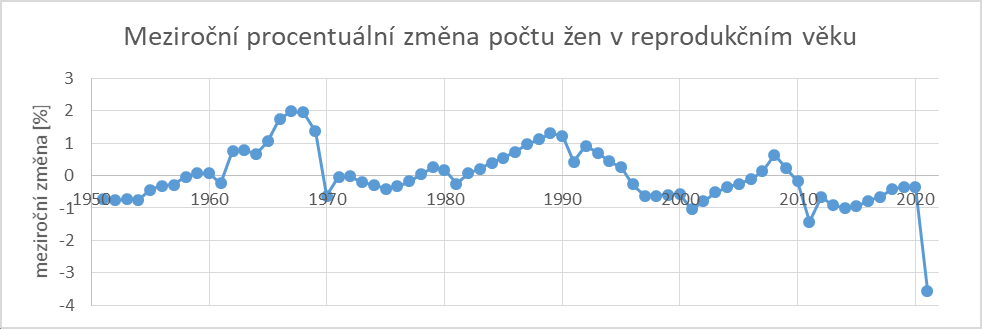 Meziroční procentuální změna počtu žen v reprodukčním věku
meziroční změna [%]
3
2
1
0
-1
-2
-3
-4
1950 1960 1970 1980 1990 2000 2010 2020